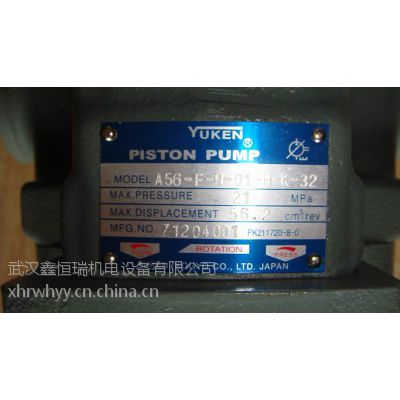 YUKEN
PISTON PUMP
MODEL A56-F-R-01-H-K-32
MAX.PRESSURE 21 MPa
MAX.DISPLACEMENT 56.2 cm³/rev
MFG.NO. 71204001 PK211720-8-0
ROTATION
PRESS.
CO., LTD. JAPAN
武汉鑫恒瑞机电设备有限公司
xhrwhyy.cn.china.cn